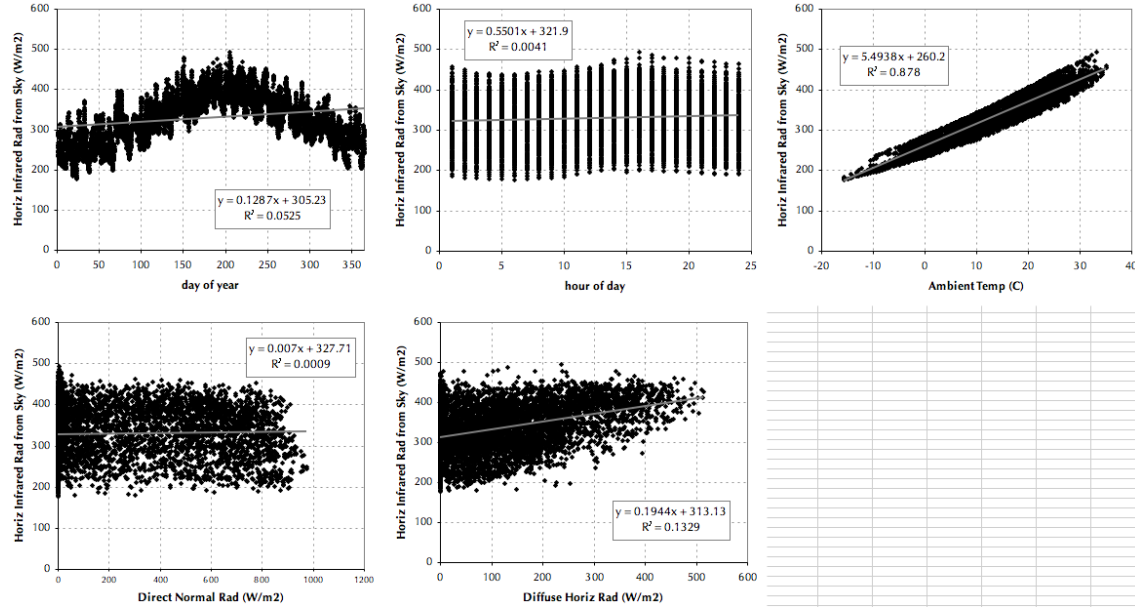 Horiz Infrared Rad from Sky (W/m2)
600
500
400
300
200
100
0
y = 0.1287x + 305.23
R² = 0.0525
0 50 100 150 200 250 300 350
day of year
Horiz Infrared Rad from Sky (W/m2)
600
500
400
300
200
100
0
y = 0.5501x + 321.9
R² = 0.0041
0 5 10 15 20 25
hour of day
Horiz Infrared Rad from Sky (W/m2)
600
500
400
300
200
100
0
y = 5.4938x + 260.2
R² = 0.878
-20 -10 0 10 20 30 40
Ambient Temp (C)
Horiz Infrared Rad from Sky (W/m2)
600
500
400
300
200
100
0
y = 0.007x + 327.71
R² = 0.0009
0 200 400 600 800 1000 1200
Direct Normal Rad (W/m2)
Horiz Infrared Rad from Sky (W/m2)
600
500
400
300
200
100
0
y = 0.1944x + 313.13
R² = 0.1329
0 100 200 300 400 500 600
Diffuse Horiz Rad (W/m2)